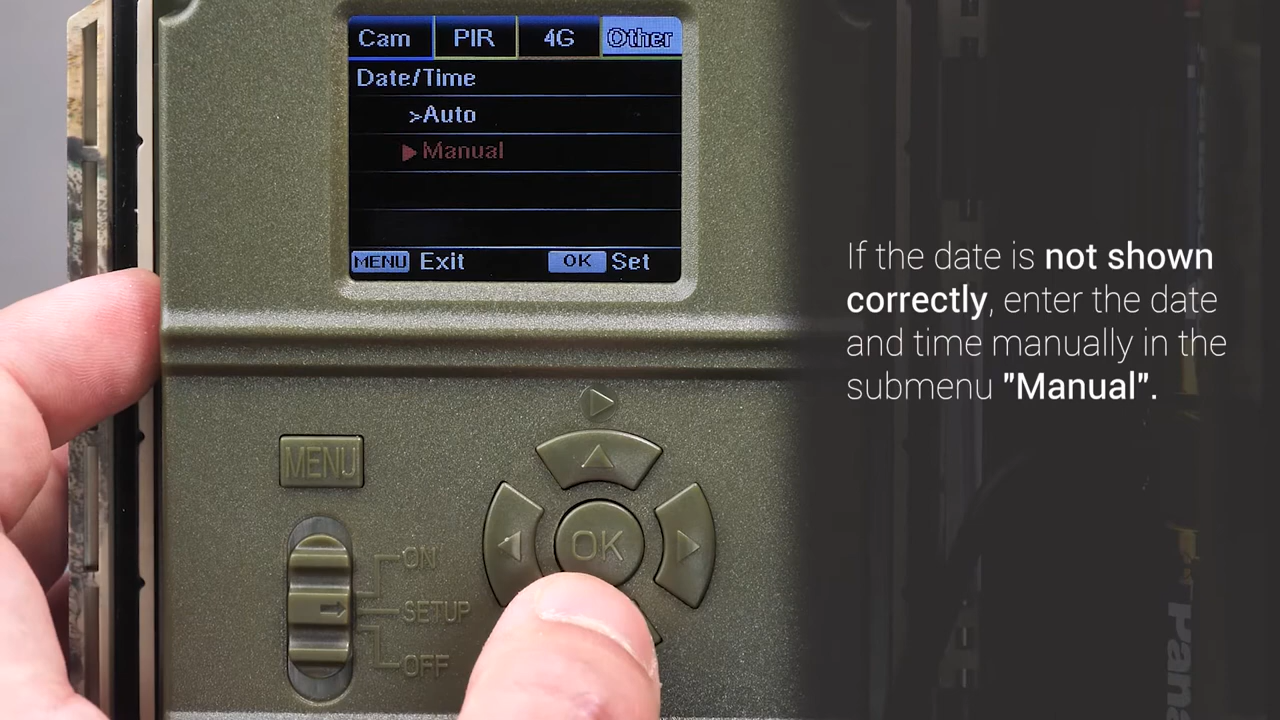 Cam PIR 4G Other
Date/Time
>Auto
Manual
MENU Exit OK Set
If the date is not shown
correctly, enter the date
and time manually in the
submenu "Manual".
MENU
OK
ON
SETUP
OFF